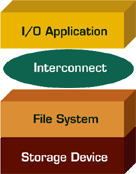 I/O Application
Interconnect
File System
Storage Device